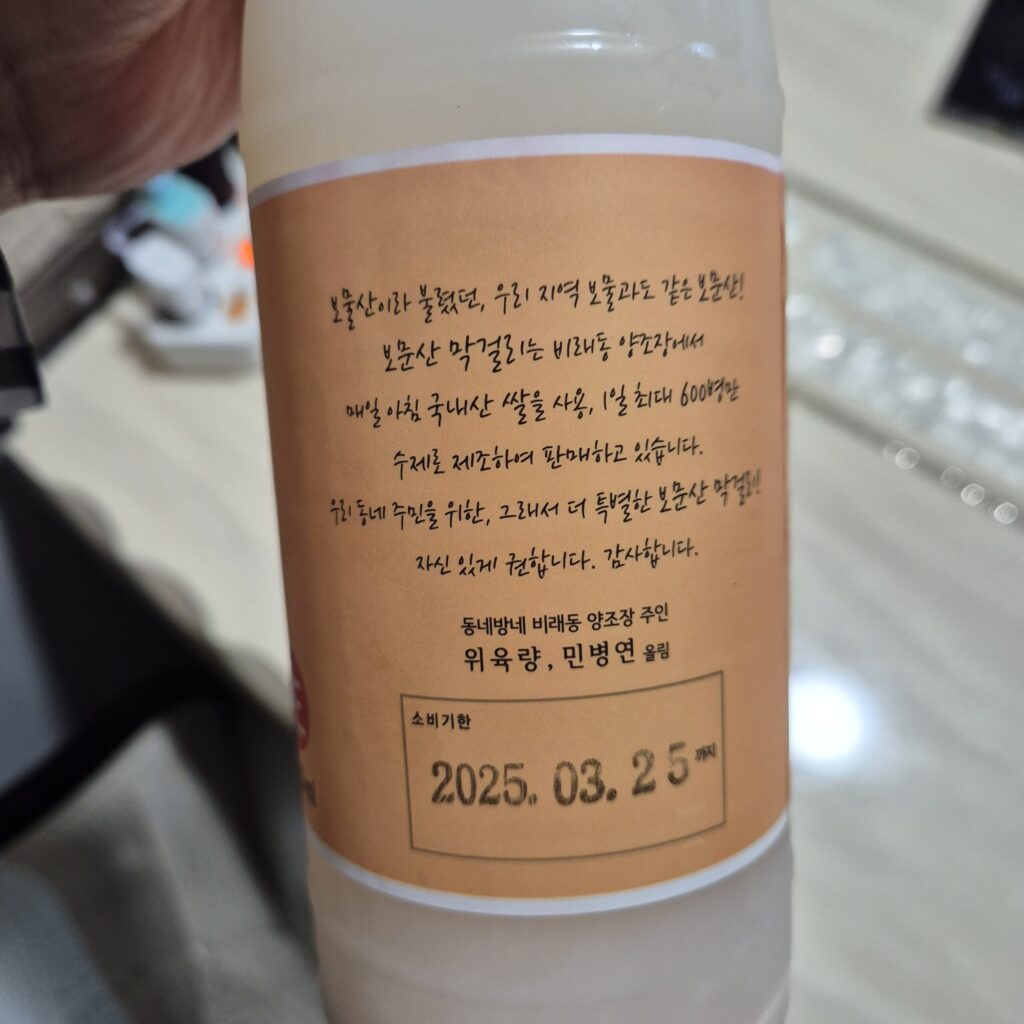 보물산이라 불렸던, 우리 지역 보물과도 같은 보문산!
보문산 막걸리는 비래동 양조장에서
매일 아침 국내산 쌀을 사용, 1일 최대 600병만
수제로 제조하여 판매하고 있습니다.
우리 동네 주민을 위한, 그래서 더 특별한 보문산 막걸리!
자신 있게 권합니다. 감사합니다.
동네방네 비래동 양조장 주인
위육량, 민병연 올림
소비기한
2025. 03. 25 까지